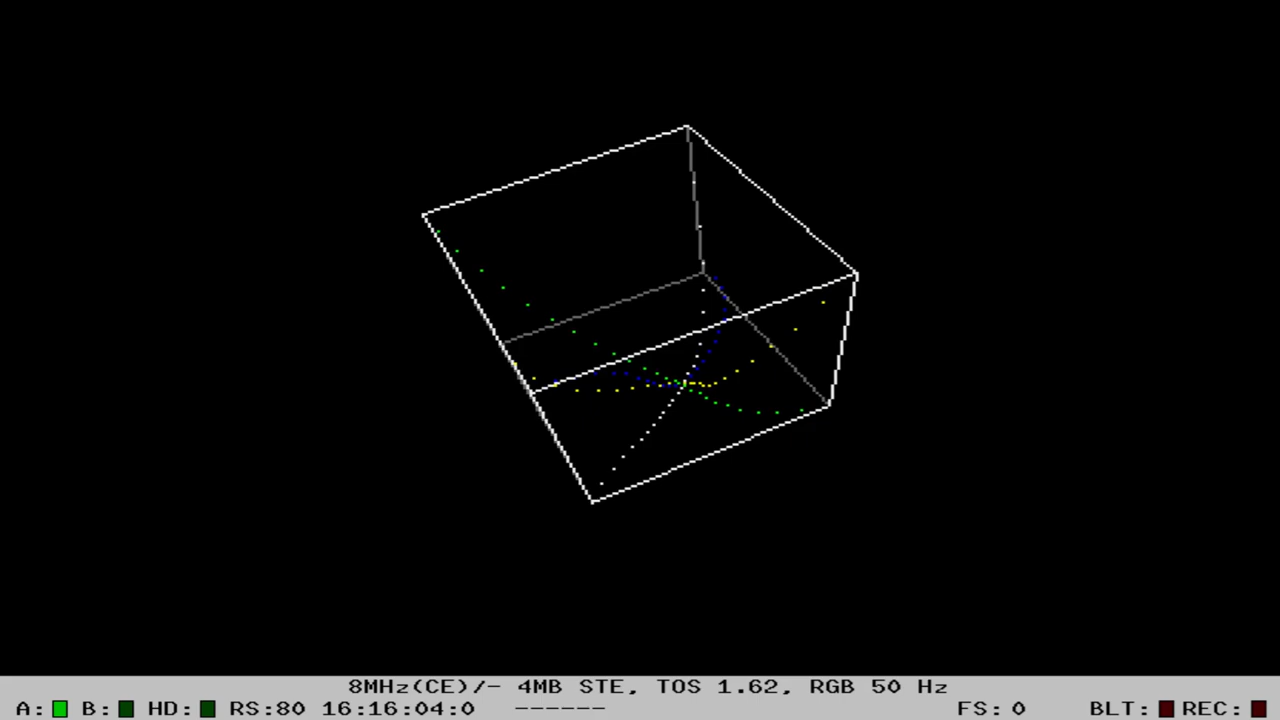 8MHz(CE)/- 4MB STE, TOS 1.62, RGB 50 Hz
A: B: HD: RS:80 16:16:04:0 ------ FS: 0 BLT: REC: